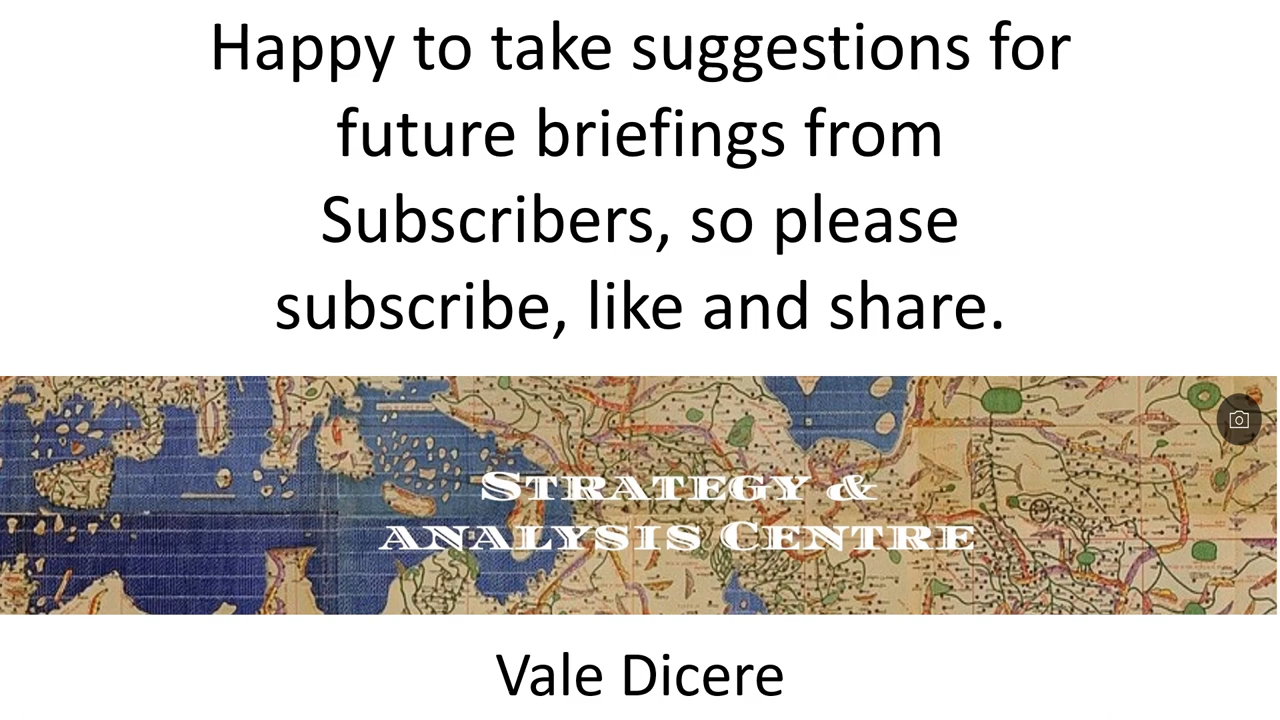 Happy to take suggestions for
future briefings from
Subscribers, so please
subscribe, like and share.
STRATEGY &
ANALYSIS CENTRE
Vale Dicere